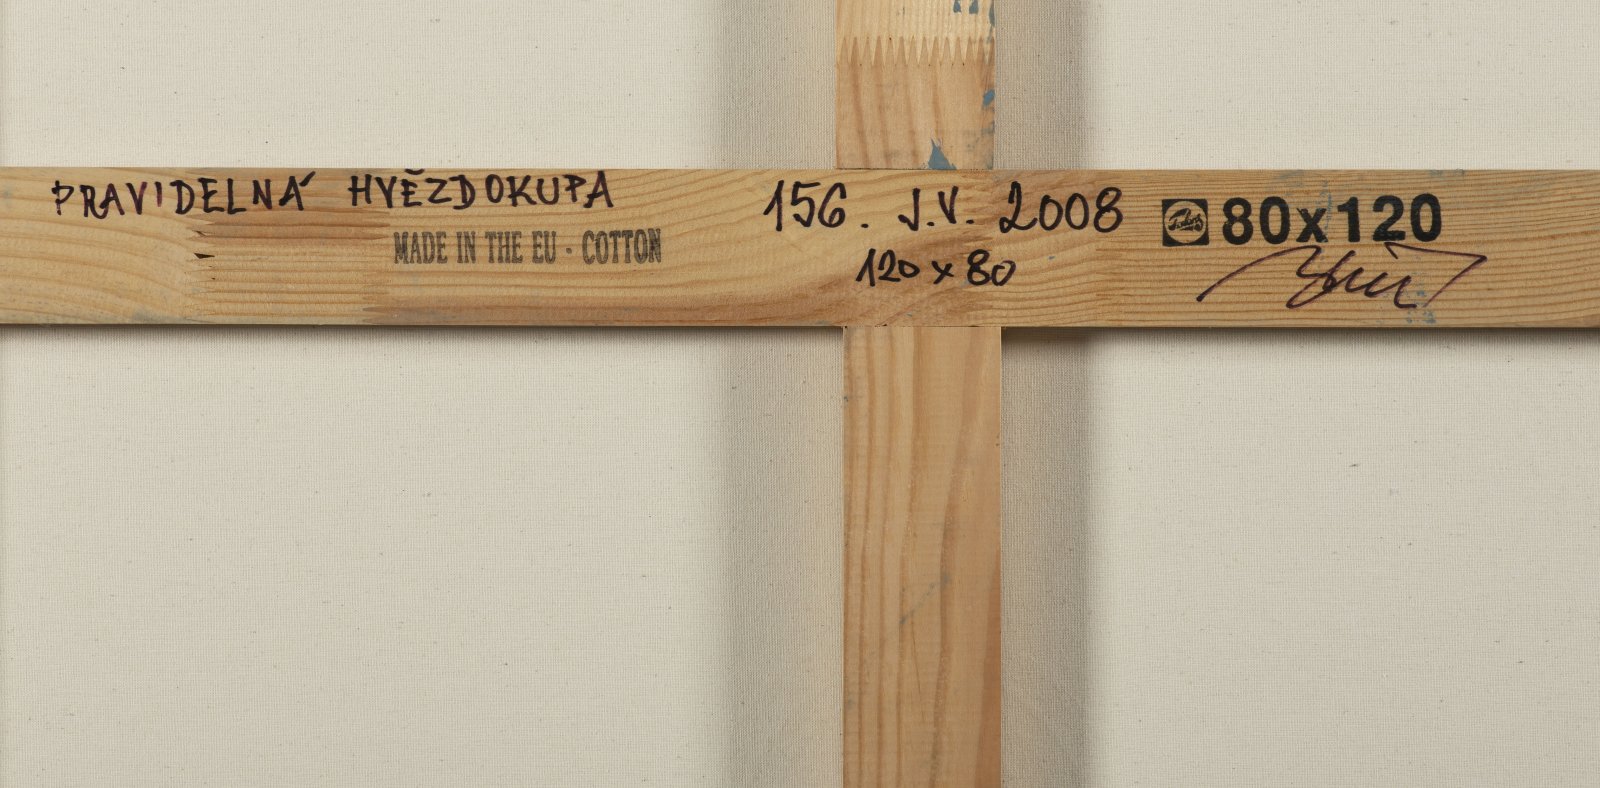 PRAVIDELNÁ HVĚZDOKUPA
MADE IN THE EU · COTTON
156. J.V. 2008
120 x 80
80x120